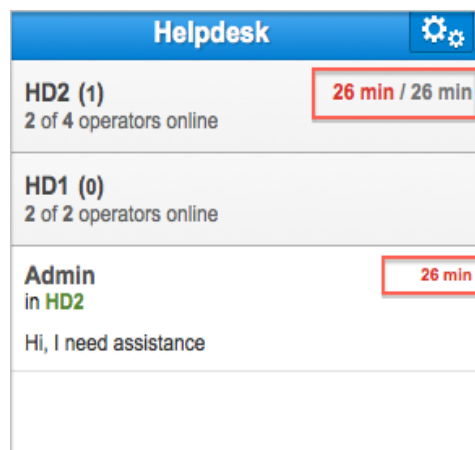 Helpdesk
HD2 (1) 26 min / 26 min
2 of 4 operators online
HD1 (0)
2 of 2 operators online
Admin 26 min
in HD2
Hi, I need assistance